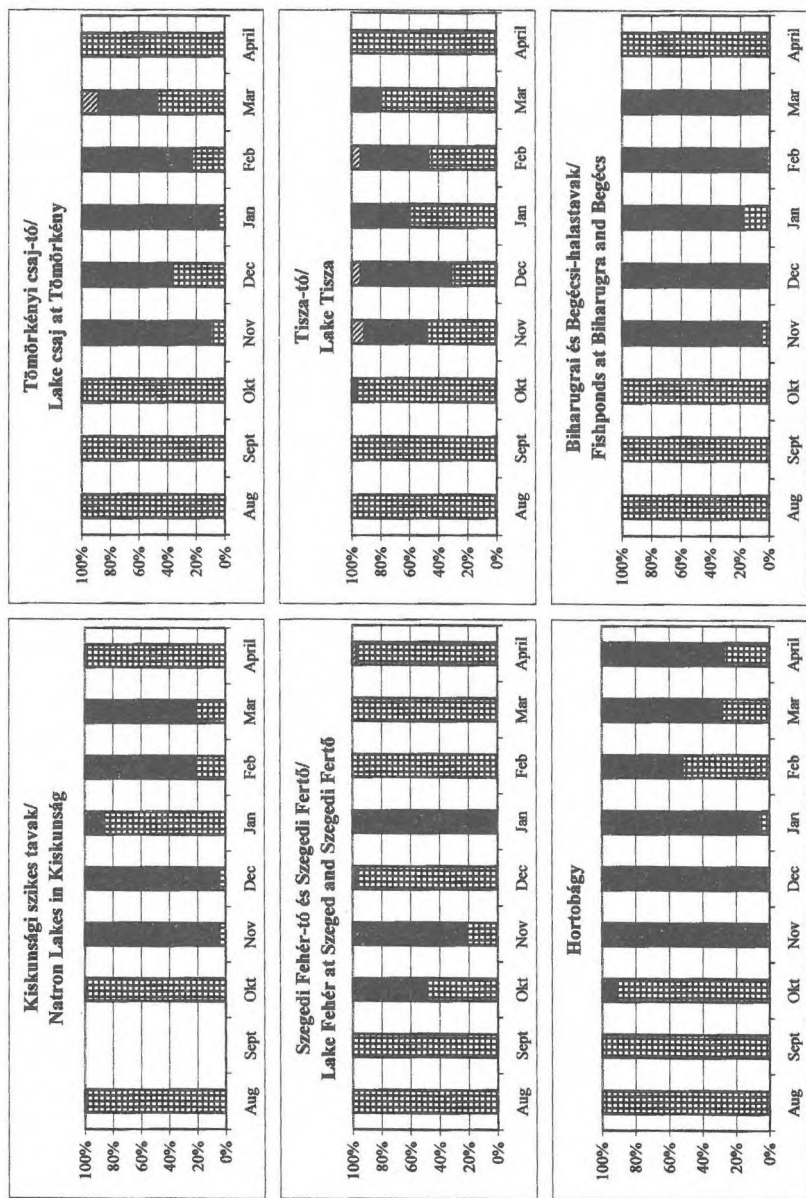 Kiskunsági szikes tavak/
Natron Lakes in Kiskunság
100%
80%
60%
40%
20%
0%
Aug Sept Okt Nov Dec Jan Feb Mar April
Tömörkényi csaj-tó/
Lake csaj at Tömörkény
100%
80%
60%
40%
20%
0%
Aug Sept Okt Nov Dec Jan Feb Mar April
Szegedi Fehér-tó és Szegedi Fertő/
Lake Fehér at Szeged and Szegedi Fertő
100%
80%
60%
40%
20%
0%
Aug Sept Okt Nov Dec Jan Feb Mar April
Tisza-tó/
Lake Tisza
100%
80%
60%
40%
20%
0%
Aug Sept Okt Nov Dec Jan Feb Mar April
Hortobágy
100%
80%
60%
40%
20%
0%
Aug Sept Okt Nov Dec Jan Feb Mar April
Biharugrai és Begécsi-halastavak/
Fishponds at Biharugra and Begécs
100%
80%
60%
40%
20%
0%
Aug Sept Okt Nov Dec Jan Feb Mar April